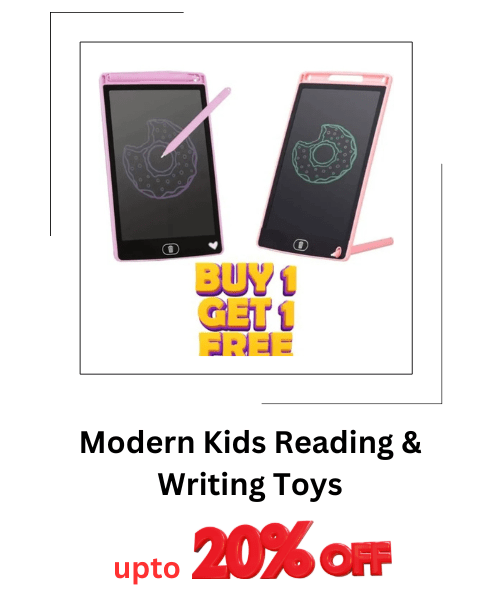 BUY 1
GET 1
FREE
Modern Kids Reading &
Writing Toys
upto 20% OFF